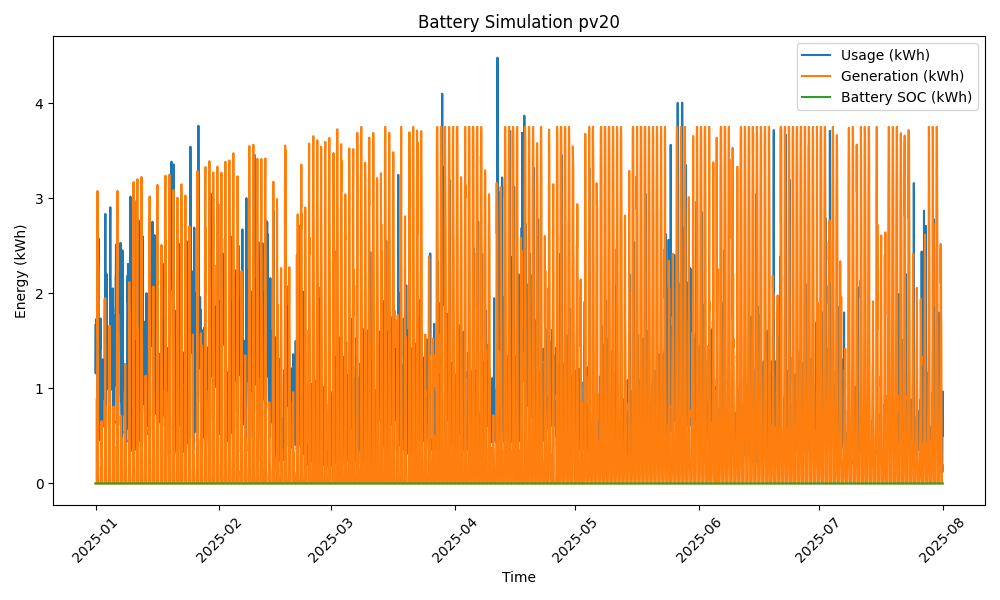 Battery Simulation pv20
Usage (kWh)
Generation (kWh)
Battery SOC (kWh)
Energy (kWh)
4
3
2
1
0
2025-01
2025-02
2025-03
2025-04
2025-05
2025-06
2025-07
2025-08
Time